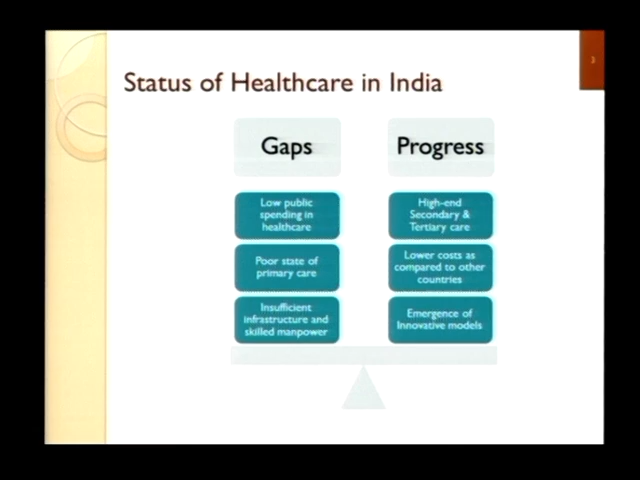 3
Status of Healthcare in India
Gaps
Progress
Low public
spending in
healthcare
High-end
Secondary &
Tertiary care
Poor state of
primary care
Lower costs as
compared to other
countries
Insufficient
infrastructure and
skilled manpower
Emergence of
Innovative models